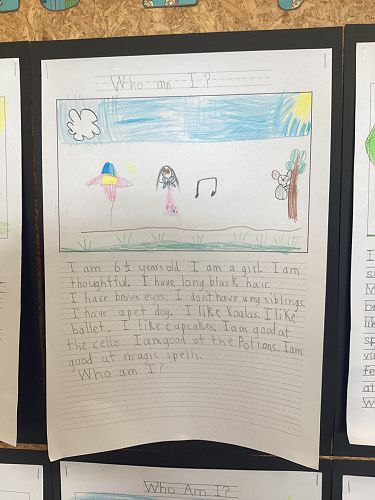 Who am I?
I am 6½ years old I am a girl. I am
thoughtful. I have long black hair.
I have brown eyes. I don't have any siblings.
I have a pet dog. I like Koalas. I like
ballet. I like cupcakes. I am good at
the cello. I am good at the Potions. I am
good at magic spells.
Who am I?
Who Am I?